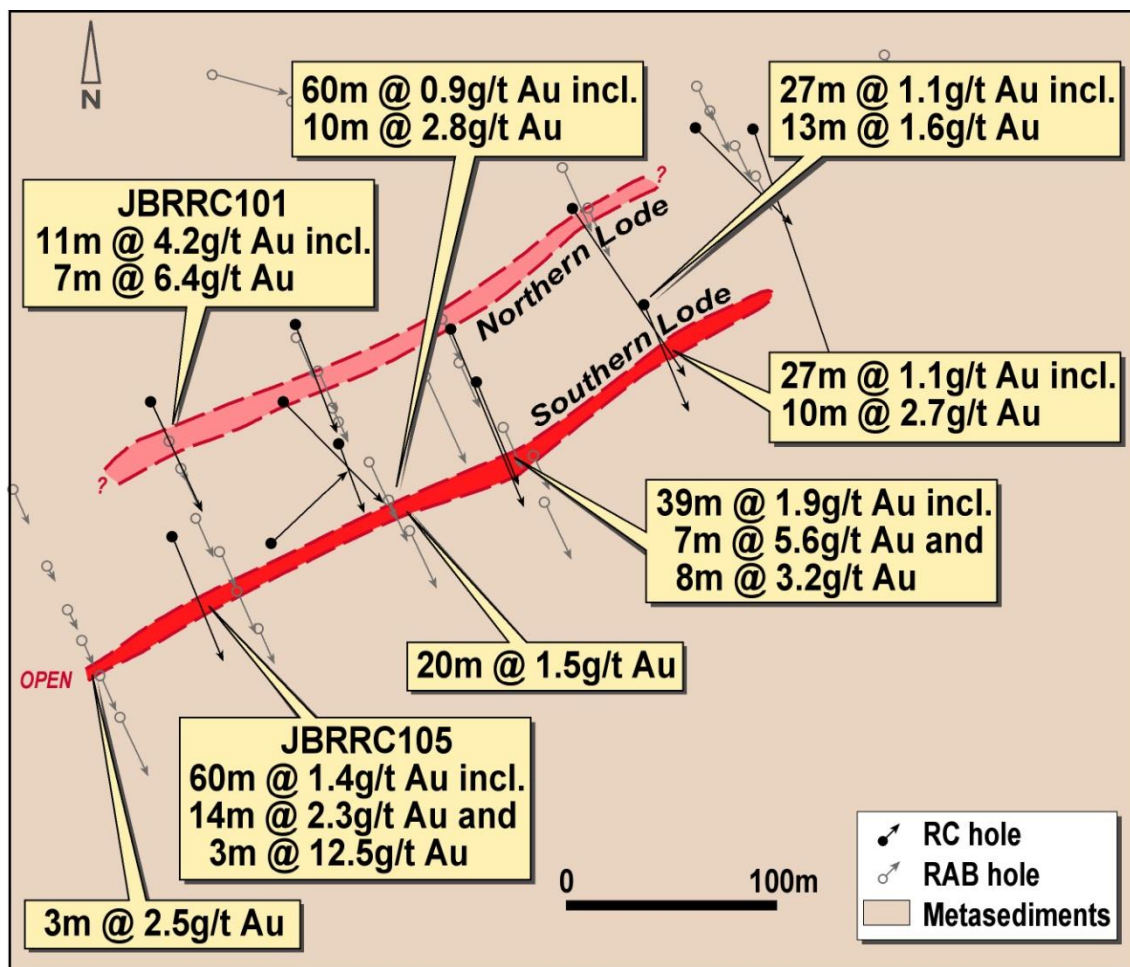 N
60m @ 0.9g/t Au incl.
10m @ 2.8g/t Au
27m @ 1.1g/t Au incl.
13m @ 1.6g/t Au
JBRRC101
11m @ 4.2g/t Au incl.
7m @ 6.4g/t Au
?
Northern Lode
?
Southern Lode
27m @ 1.1g/t Au incl.
10m @ 2.7g/t Au
39m @ 1.9g/t Au incl.
7m @ 5.6g/t Au and
8m @ 3.2g/t Au
20m @ 1.5g/t Au
OPEN
JBRRC105
60m @ 1.4g/t Au incl.
14m @ 2.3g/t Au and
3m @ 12.5g/t Au
3m @ 2.5g/t Au
0 100m
RC hole
RAB hole
Metasediments